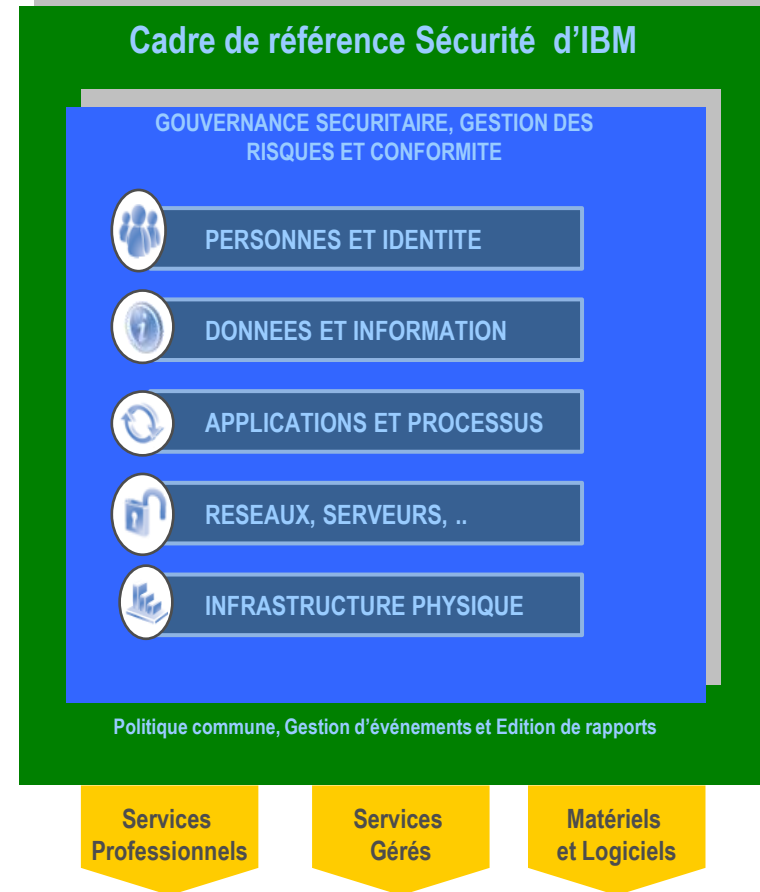 Cadre de référence Sécurité d’IBM
GOUVERNANCE SECURITAIRE, GESTION DES
RISQUES ET CONFORMITE
PERSONNES ET IDENTITE
DONNEES ET INFORMATION
APPLICATIONS ET PROCESSUS
RESEAUX, SERVEURS, ..
INFRASTRUCTURE PHYSIQUE
Politique commune, Gestion d’événements et Edition de rapports
Services
Professionnels
Services
Gérés
Matériels
et Logiciels